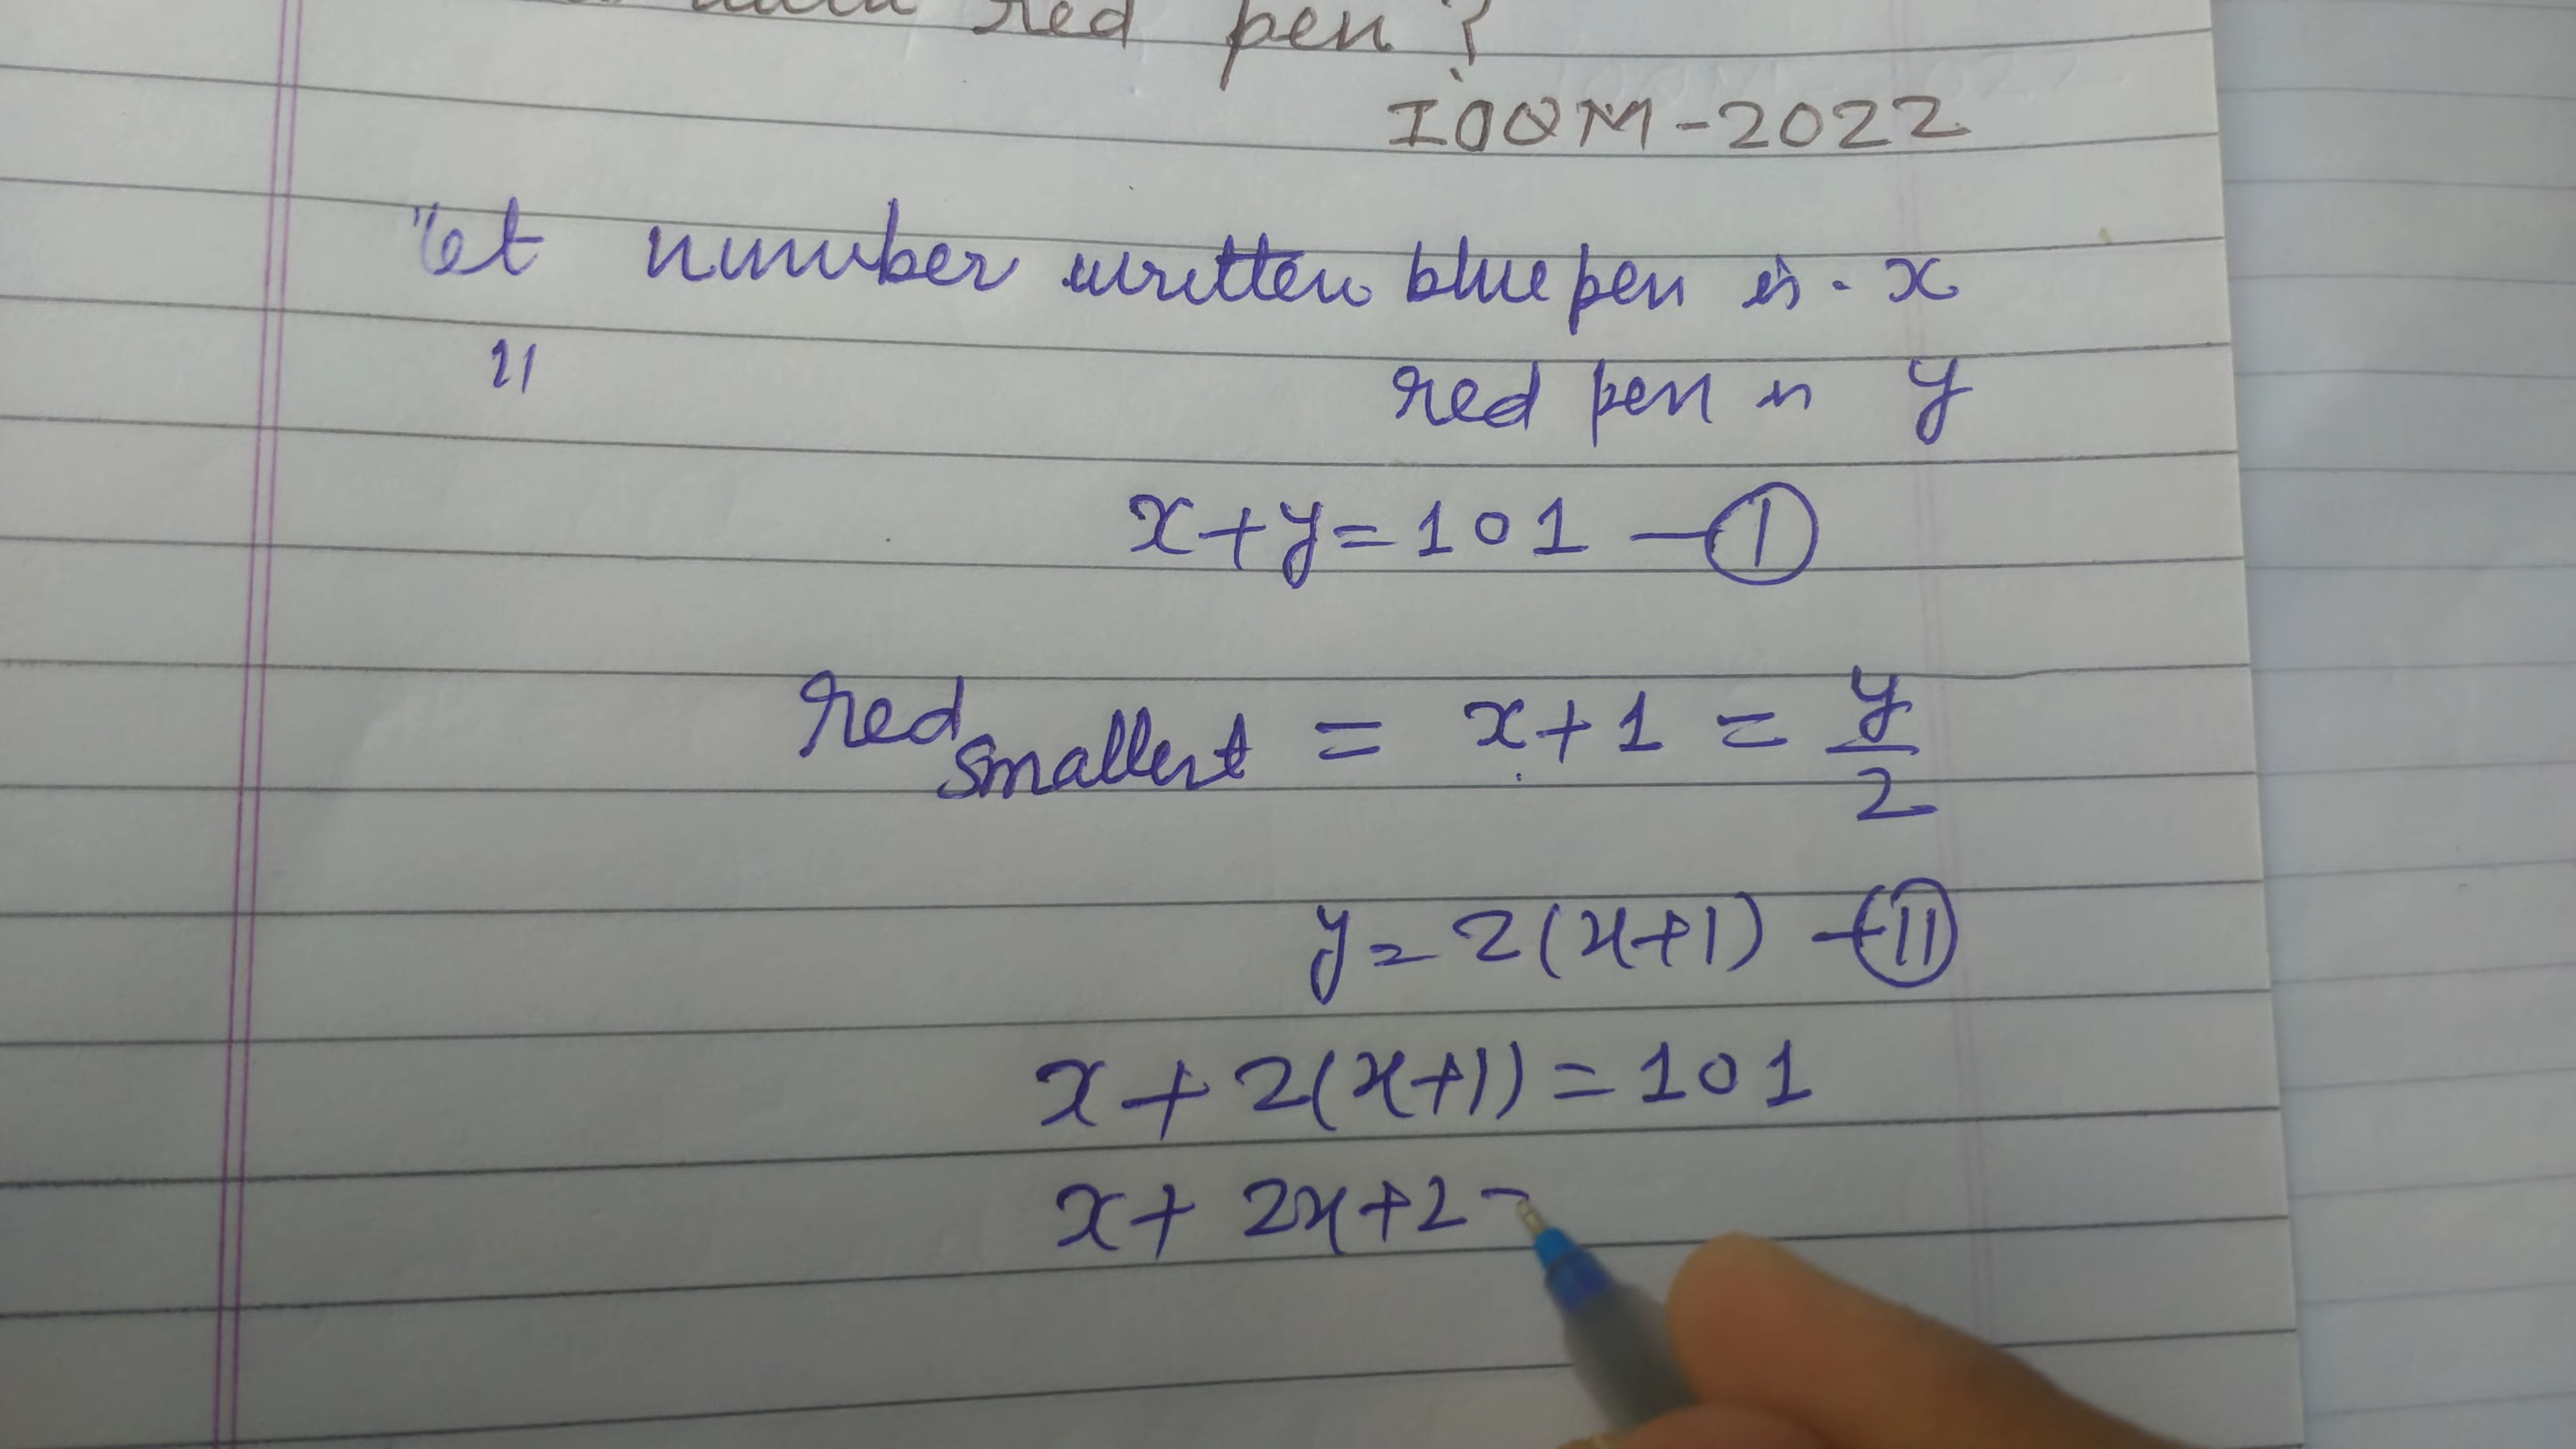 red pen?
IOQM-2022
let number written blue pen is - x
" red pen is y
x+y=101 —Ⓘ
red smallest = x+1 = y/2
y=2(x+1) —(II)
x+2(x+1)=101
x+2x+2=